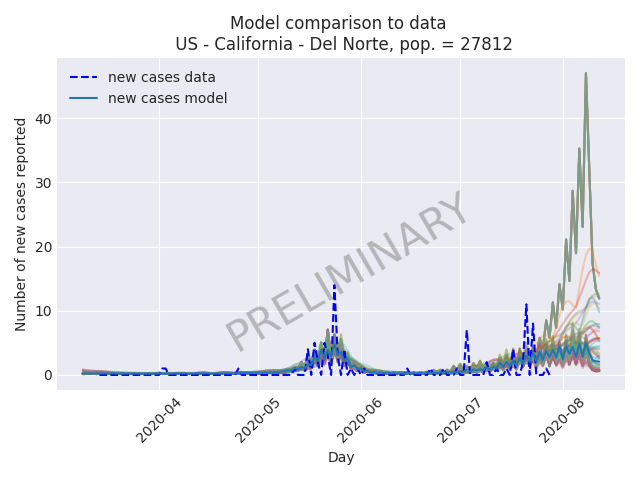 Model comparison to data
US - California - Del Norte, pop. = 27812
new cases data
new cases model
PRELIMINARY
Number of new cases reported
40
30
20
10
0
2020-04
2020-05
2020-06
2020-07
2020-08
Day